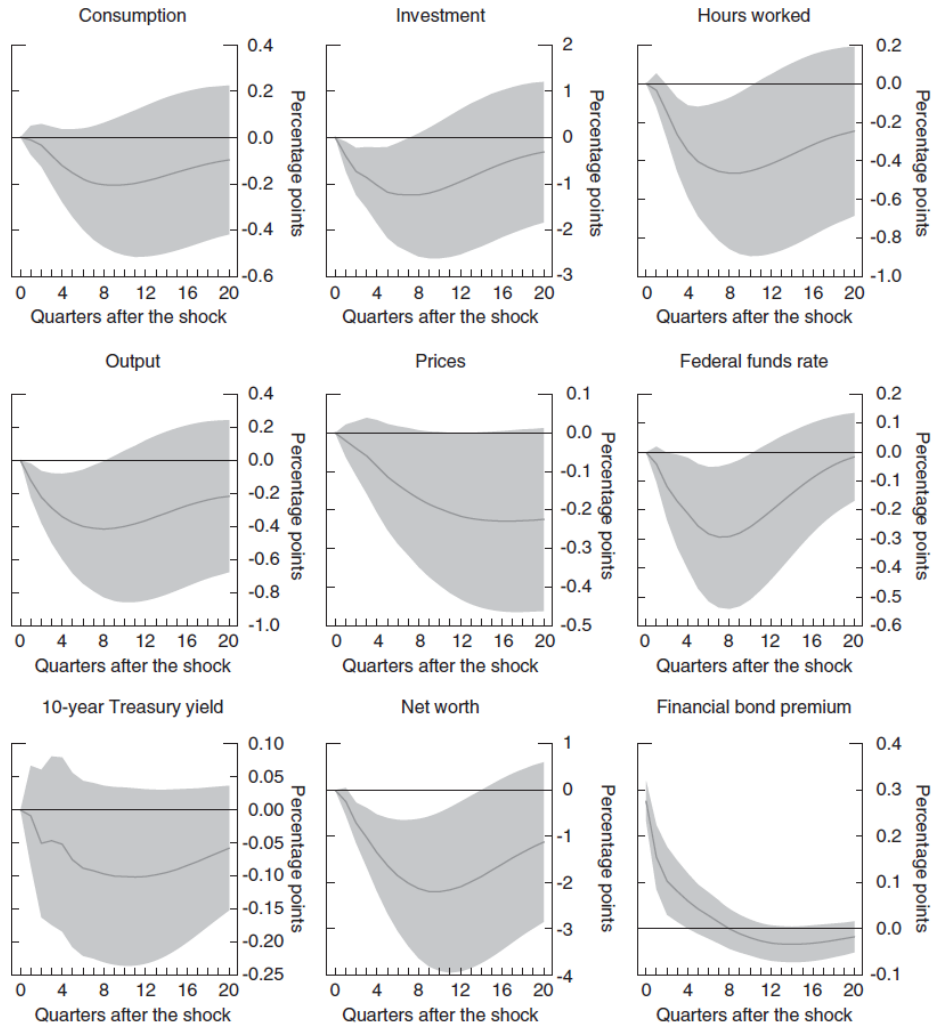 Consumption
0.4
0.2
0.0
-0.2
-0.4
-0.6
Percentage points
0 4 8 12 16 20
Quarters after the shock
Investment
2
1
0
-1
-2
-3
Percentage points
0 4 8 12 16 20
Quarters after the shock
Hours worked
0.2
0.0
-0.2
-0.4
-0.6
-0.8
-1.0
Percentage points
0 4 8 12 16 20
Quarters after the shock
Output
0.4
0.2
0.0
-0.2
-0.4
-0.6
-0.8
-1.0
Percentage points
0 4 8 12 16 20
Quarters after the shock
Prices
0.1
0.0
-0.1
-0.2
-0.3
-0.4
-0.5
Percentage points
0 4 8 12 16 20
Quarters after the shock
Federal funds rate
0.2
0.1
0.0
-0.1
-0.2
-0.3
-0.4
-0.5
-0.6
Percentage points
0 4 8 12 16 20
Quarters after the shock
10-year Treasury yield
0.10
0.05
0.00
-0.05
-0.10
-0.15
-0.20
-0.25
Percentage points
0 4 8 12 16 20
Quarters after the shock
Net worth
1
0
-1
-2
-3
-4
Percentage points
0 4 8 12 16 20
Quarters after the shock
Financial bond premium
0.4
0.3
0.2
0.1
0.0
-0.1
Percentage points
0 4 8 12 16 20
Quarters after the shock